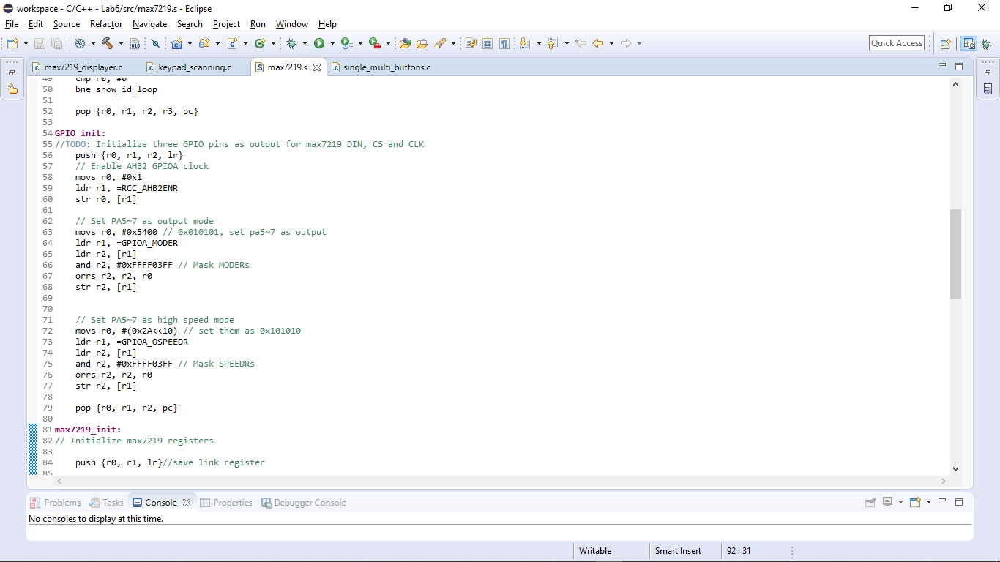 workspace - C/C++ - Lab6/src/max7219.s - Eclipse
File Edit Source Refactor Navigate Search Project Run Window Help
Quick Access
max7219_displayer.c keypad_scanning.c max7219.s single_multi_buttons.c
49 cmp r0, #0
50 bne show_id_loop
51
52 pop {r0, r1, r2, r3, pc}
53
54 GPIO_init:
55 //TODO: Initialize three GPIO pins as output for max7219 DIN, CS and CLK
56 push {r0, r1, r2, lr}
57 // Enable AHB2 GPIOA clock
58 movs r0, #0x1
59 ldr r1, =RCC_AHB2ENR
60 str r0, [r1]
61
62 // Set PA5~7 as output mode
63 movs r0, #0x5400 // 0x010101, set pa5~7 as output
64 ldr r1, =GPIOA_MODER
65 ldr r2, [r1]
66 and r2, #0xFFFF03FF // Mask MODERs
67 orrs r2, r2, r0
68 str r2, [r1]
69
70
71 // Set PA5~7 as high speed mode
72 movs r0, #(0x2A<<10) // set them as 0x101010
73 ldr r1, =GPIOA_OSPEEDR
74 ldr r2, [r1]
75 and r2, #0xFFFF03FF // Mask SPEEDRs
76 orrs r2, r2, r0
77 str r2, [r1]
78
79 pop {r0, r1, r2, pc}
80
81 max7219_init:
82 // Initialize max7219 registers
83
84 push {r0, r1, lr}//save link register
85
Problems Tasks Console Properties Debugger Console
No consoles to display at this time.
Writable Smart Insert 92 : 31